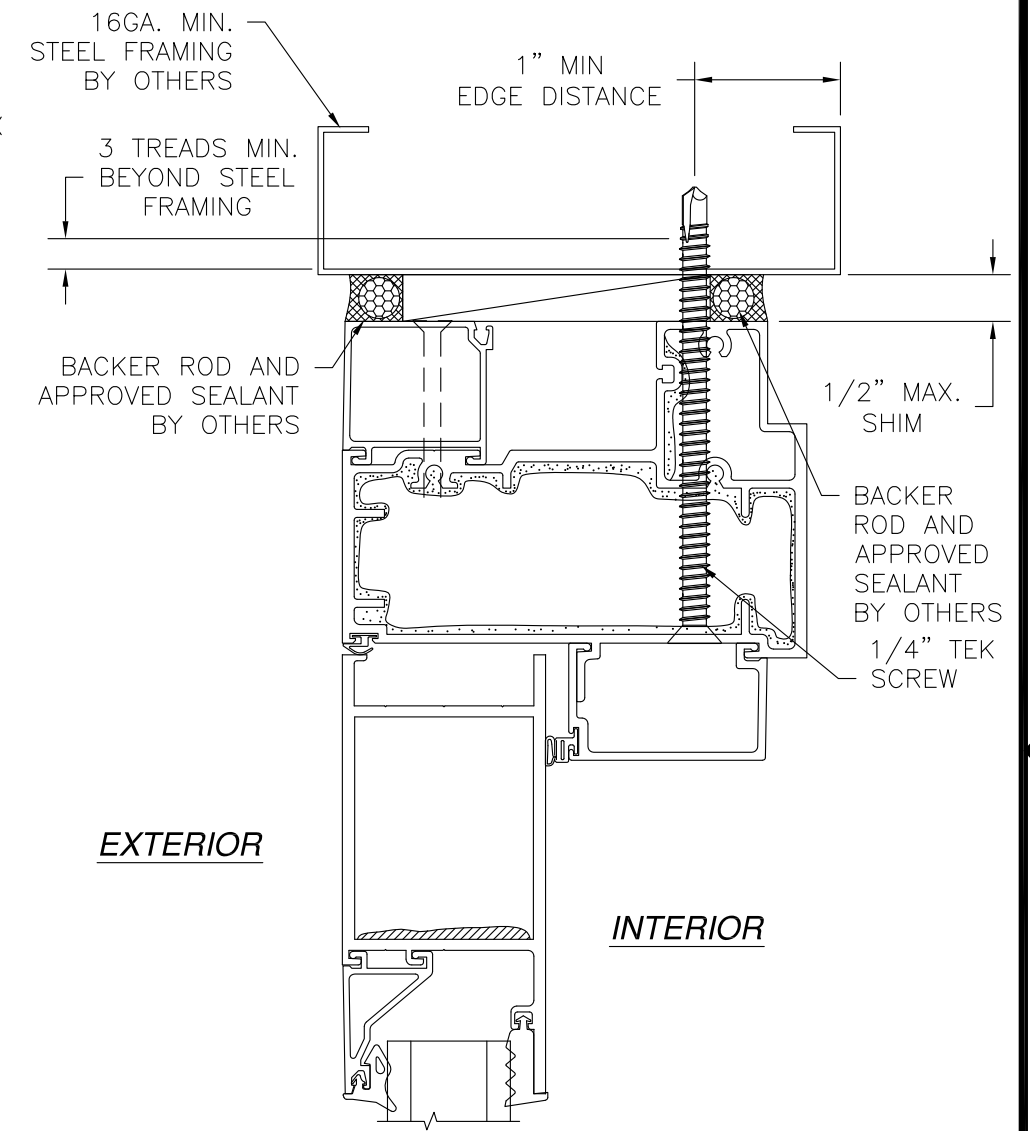 16GA. MIN.
STEEL FRAMING
BY OTHERS
1” MIN
EDGE DISTANCE
3 TREADS MIN.
BEYOND STEEL
FRAMING
BACKER ROD AND
APPROVED SEALANT
BY OTHERS
1/2” MAX.
SHIM
BACKER
ROD AND
APPROVED
SEALANT
BY OTHERS
1/4” TEK
SCREW
EXTERIOR
INTERIOR